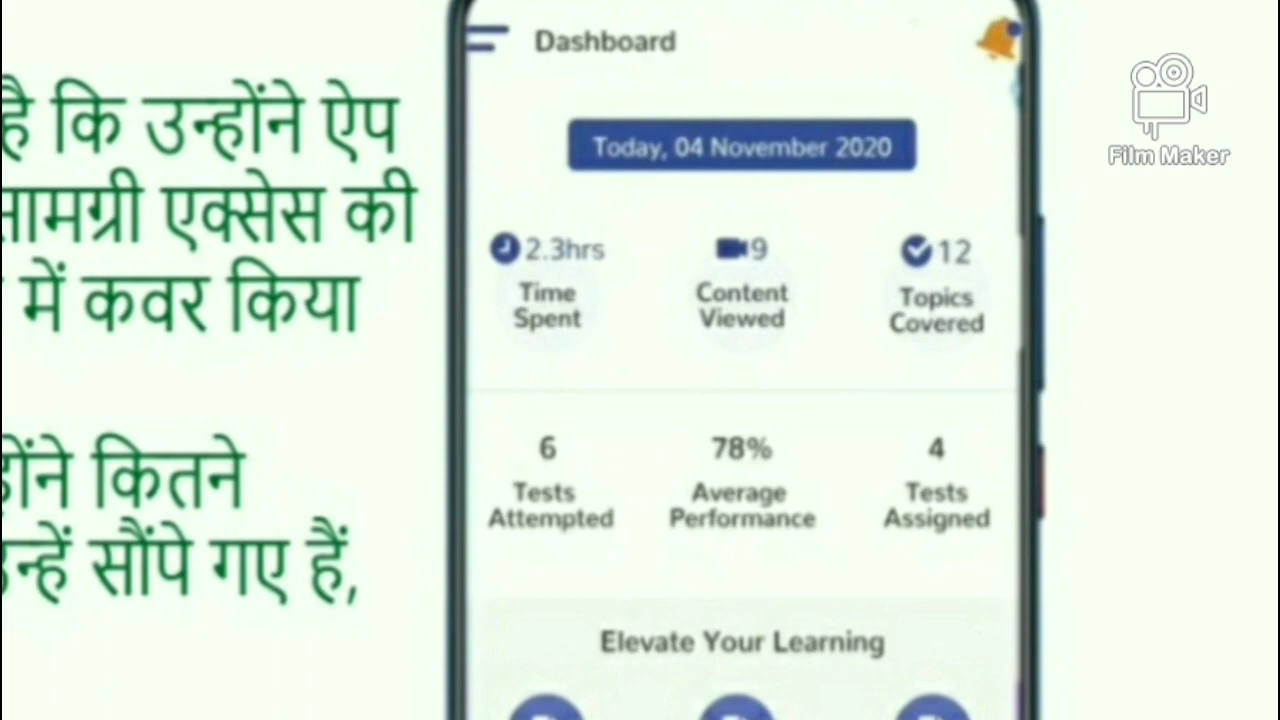 है कि उन्होंने ऐप
सामग्री एक्सेस की
में कवर किया
कितने
उन्हें सौंपे गए हैं,
Dashboard
Today, 04 November 2020
2.3hrs
Time
Spent
9
Content
Viewed
12
Topics
Covered
6
Tests
Attempted
78%
Average
Performance
4
Tests
Assigned
Elevate Your Learning
Film Maker